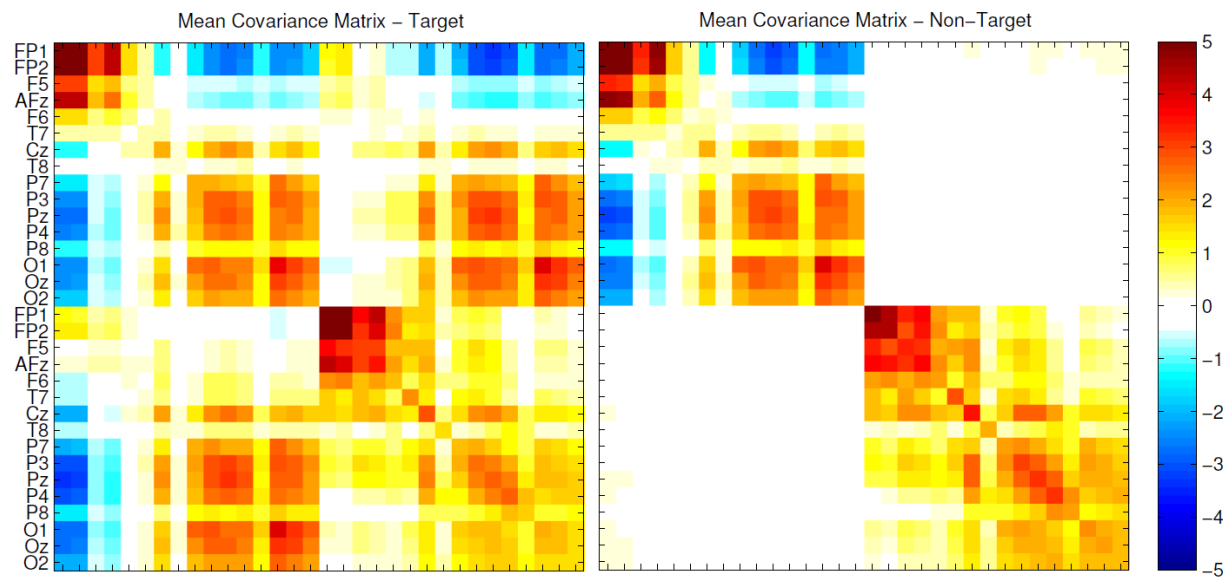 Mean Covariance Matrix − Target
Mean Covariance Matrix − Non−Target
FP1
FP2
F5
AFz
F6
T7
Cz
T8
P7
P3
Pz
P4
P8
O1
Oz
O2
FP1
FP2
F5
AFz
F6
T7
Cz
T8
P7
P3
Pz
P4
P8
O1
Oz
O2
5
4
3
2
1
0
−1
−2
−3
−4
−5